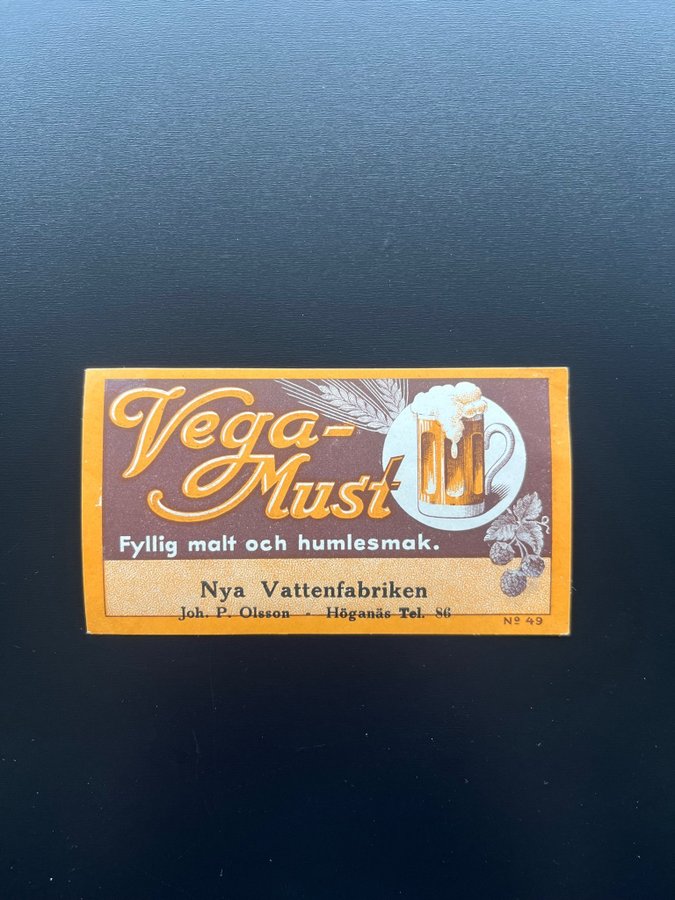 Vega-
Must
Fyllig malt och humlesmak.
Nya Vattenfabriken
Joh. P. Olsson - Höganäs Tel. 86
Nº 49